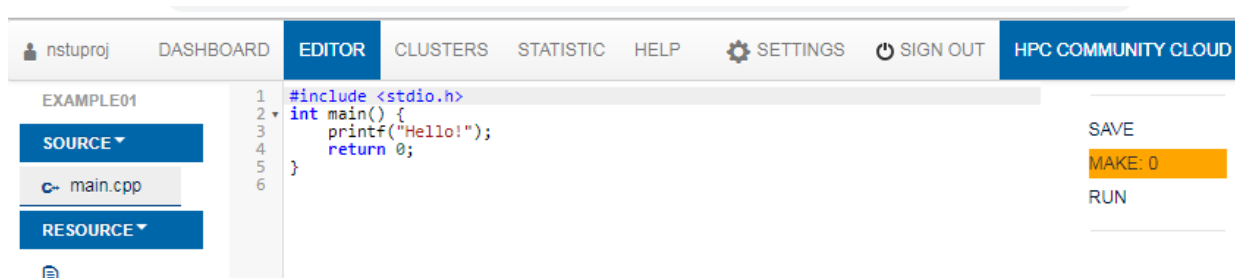 nstuproj DASHBOARD EDITOR CLUSTERS STATISTIC HELP SETTINGS SIGN OUT HPC COMMUNITY CLOUD
EXAMPLE01
SOURCE
C++ main.cpp
RESOURCE
1 #include <stdio.h>
2 int main() {
3 printf("Hello!");
4 return 0;
5 }
6
SAVE
MAKE: 0
RUN